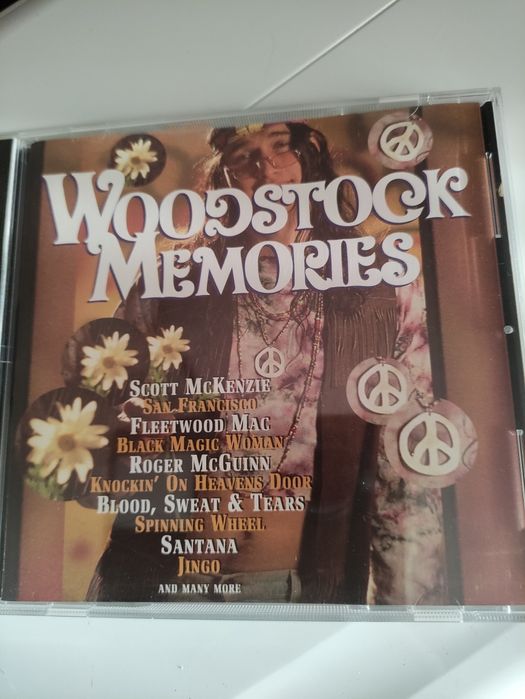 WOODSTOCK
MEMORIES
SCOTT MCKENZIE
SAN FRANCISCO
FLEETWOOD MAC
BLACK MAGIC WOMAN
ROGER MCGUINN
KNOCKIN' ON HEAVENS DOOR
BLOOD, SWEAT & TEARS
SPINNING WHEEL
SANTANA
JINGO
AND MANY MORE